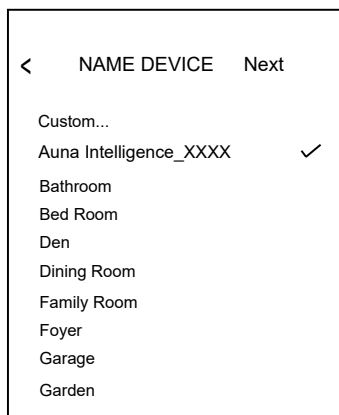 < NAME DEVICE Next
Custom...
Auna Intelligence_XXXX
Bathroom
Bed Room
Den
Dining Room
Family Room
Foyer
Garage
Garden